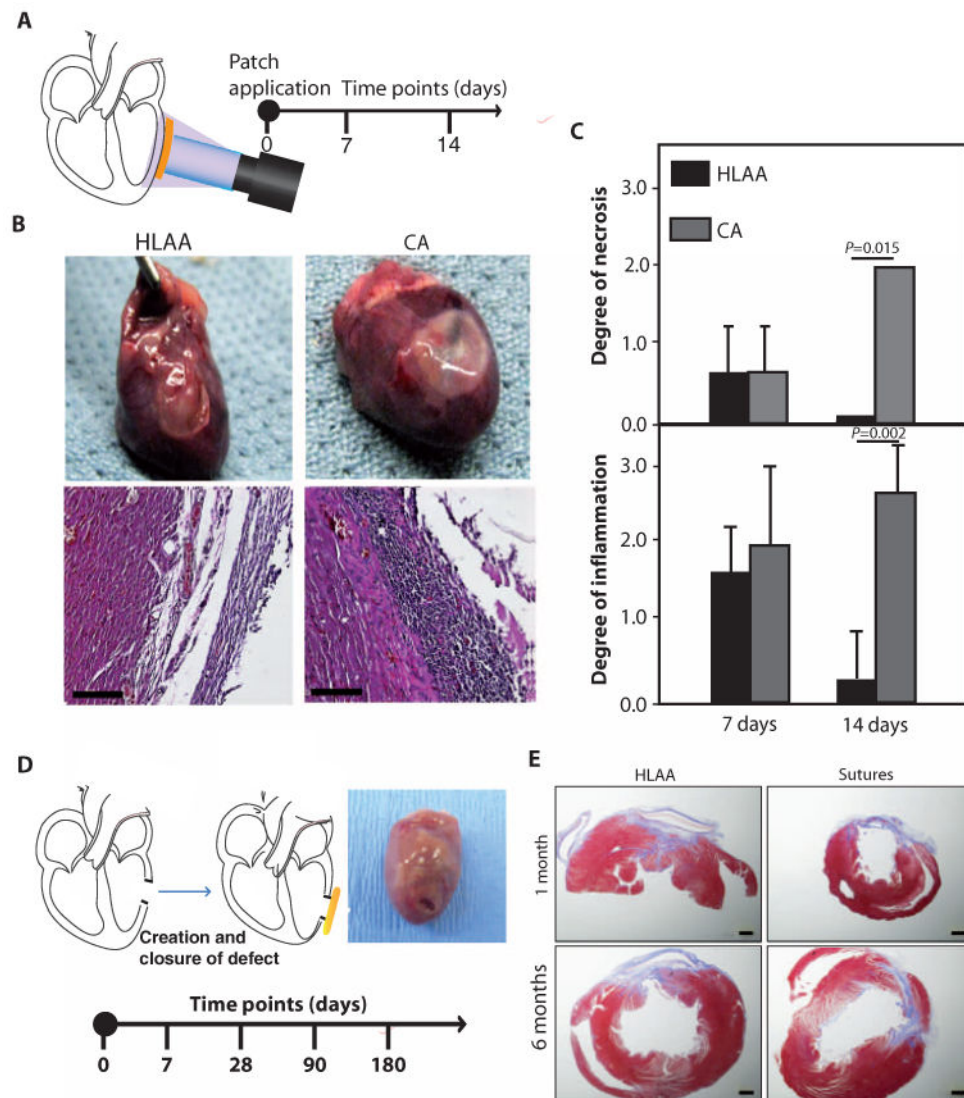 A
Patch
application
Time points (days)
0
7
14
B
HLAA
CA
C
HLAA
CA
Degree of necrosis
3.0
2.0
1.0
0.0
P=0.015
Degree of inflammation
3.0
2.0
1.0
0.0
P=0.002
7 days
14 days
D
Creation and
closure of defect
Time points (days)
0
7
28
90
180
E
HLAA
Sutures
1 month
6 months